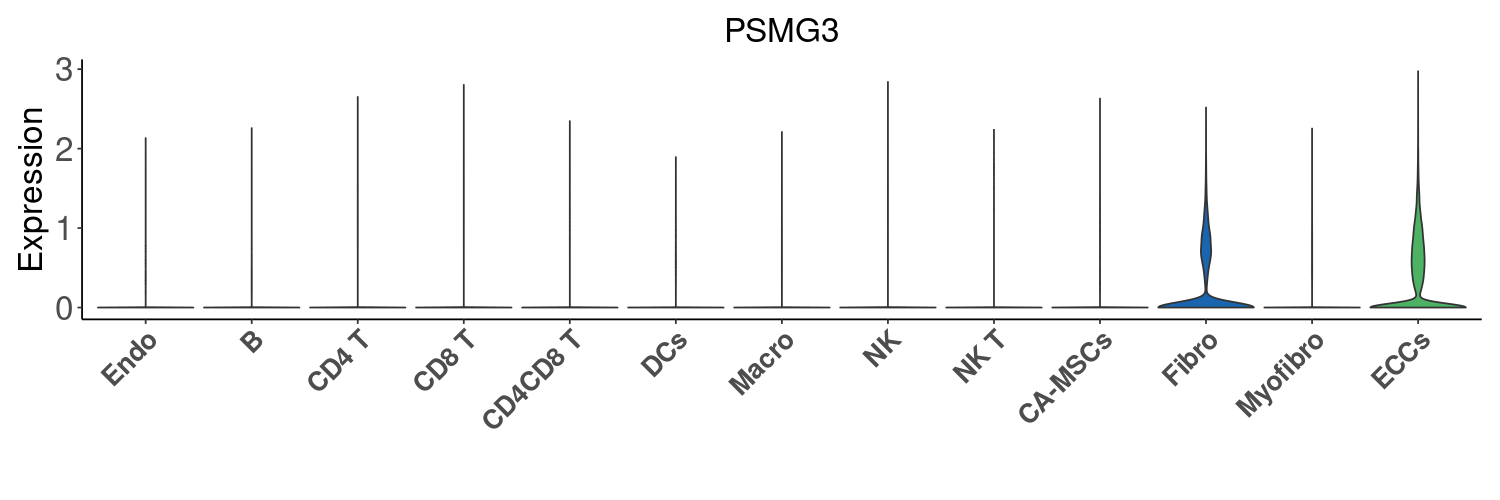 PSMG3
Expression
3
2
1
0
Endo
B
CD4 T
CD8 T
CD4CD8 T
DCs
Macro
NK
NK T
CA-MSCs
Fibro
Myofibro
ECCs